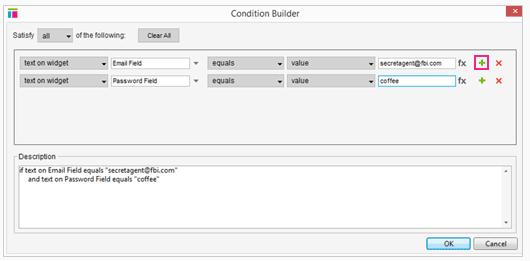 Condition Builder
Satisfy all of the following: Clear All
text on widget Email Field equals value secretagent@fbi.com fx
text on widget Password Field equals value coffee fx
Description
if text on Email Field equals "secretagent@fbi.com"
and text on Password Field equals "coffee"
OK Cancel